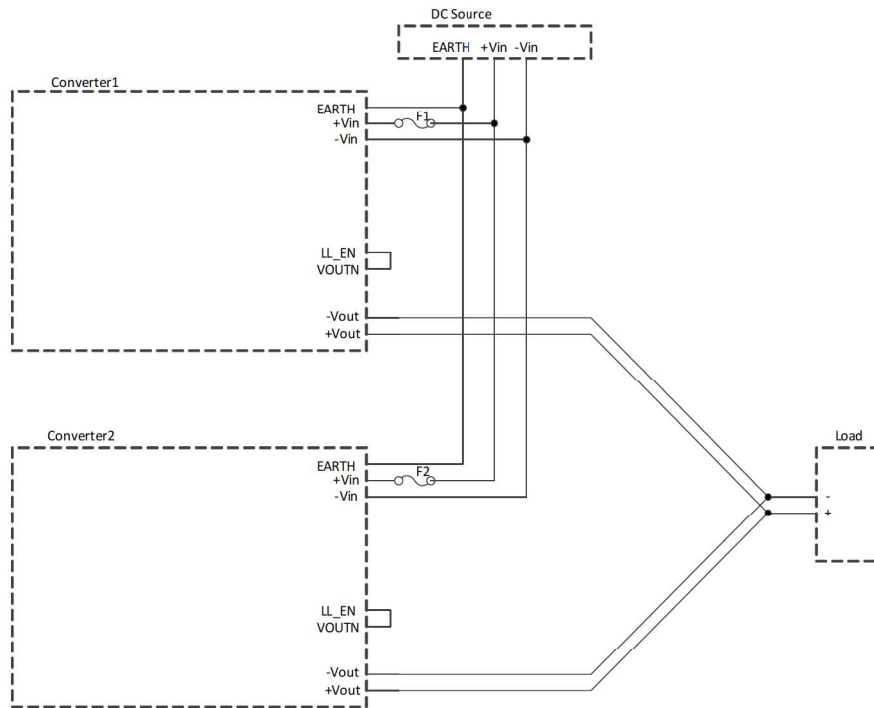 DC Source
EARTH +Vin -Vin
Converter1
EARTH
+Vin
F1
-Vin
LL_EN
VOUTN
-Vout
+Vout
Converter2
EARTH
+Vin
F2
-Vin
LL_EN
VOUTN
-Vout
+Vout
Load
-
+